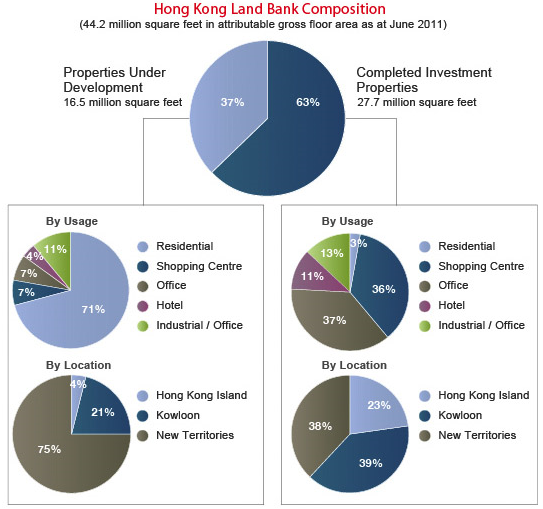 Hong Kong Land Bank Composition
(44.2 million square feet in attributable gross floor area as at June 2011)
Properties Under
Development
16.5 million square feet
37%
63%
Completed Investment
Properties
27.7 million square feet
By Usage
11%
4%
7%
7%
71%
Residential
Shopping Centre
Office
Hotel
Industrial / Office
By Location
4%
21%
75%
Hong Kong Island
Kowloon
New Territories
By Usage
3%
13%
11%
36%
37%
Residential
Shopping Centre
Office
Hotel
Industrial / Office
By Location
23%
38%
39%
Hong Kong Island
Kowloon
New Territories